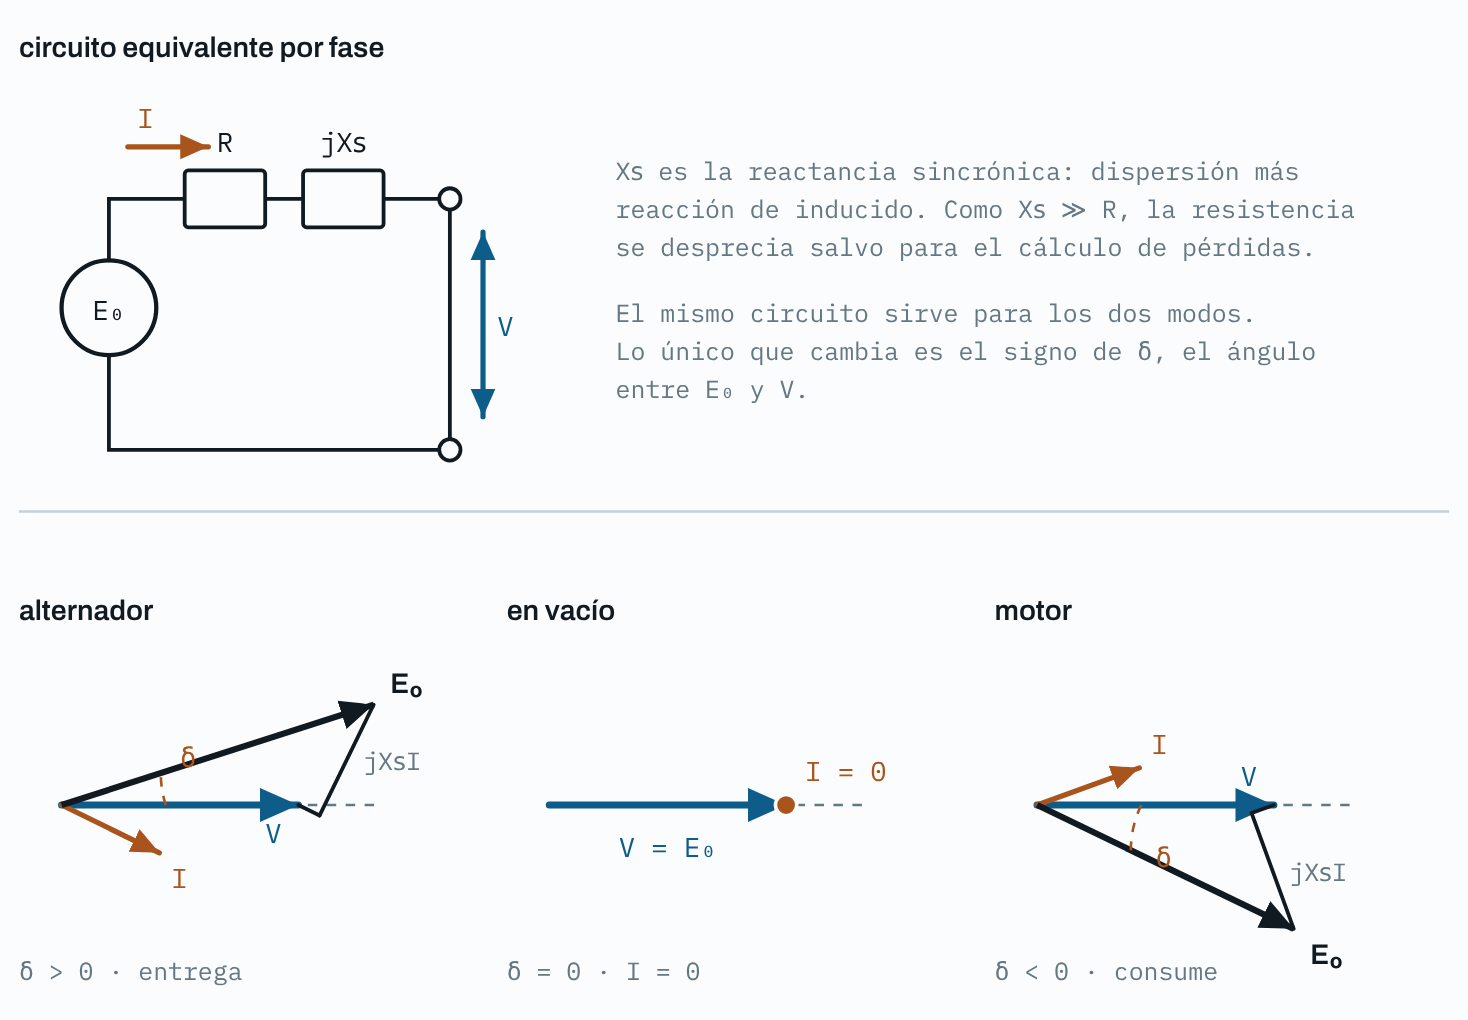 circuito equivalente por fase
I
R
jXs
E₀
V
Xs es la reactancia sincrónica: dispersión más
reacción de inducido. Como Xs ≫ R, la resistencia
se desprecia salvo para el cálculo de pérdidas.
El mismo circuito sirve para los dos modos.
Lo único que cambia es el signo de δ, el ángulo
entre E₀ y V.
alternador
E₀
δ
jXsI
V
I
δ > 0 · entrega
en vacío
I = 0
V = E₀
δ = 0 · I = 0
motor
I
V
δ
jXsI
E₀
δ < 0 · consume